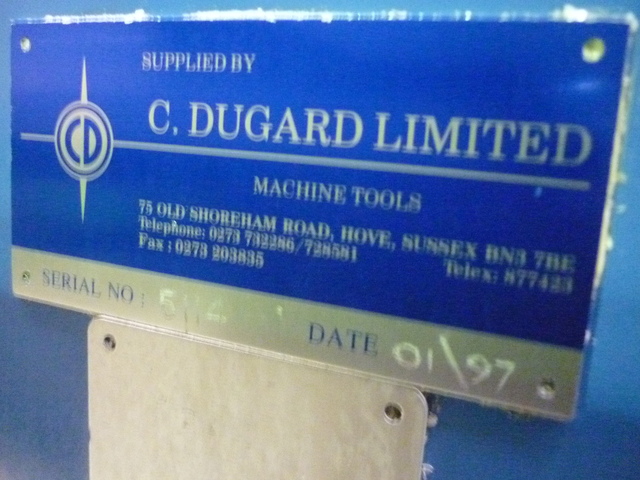 SUPPLIED BY
C. DUGARD LIMITED
CD
MACHINE TOOLS
75 OLD SHOREHAM ROAD, HOVE, SUSSEX BN3 7BE
Telephone: 0273 732286/728581 Telex: 877423
Fax : 0273 203835
SERIAL NO :
DATE 01\97